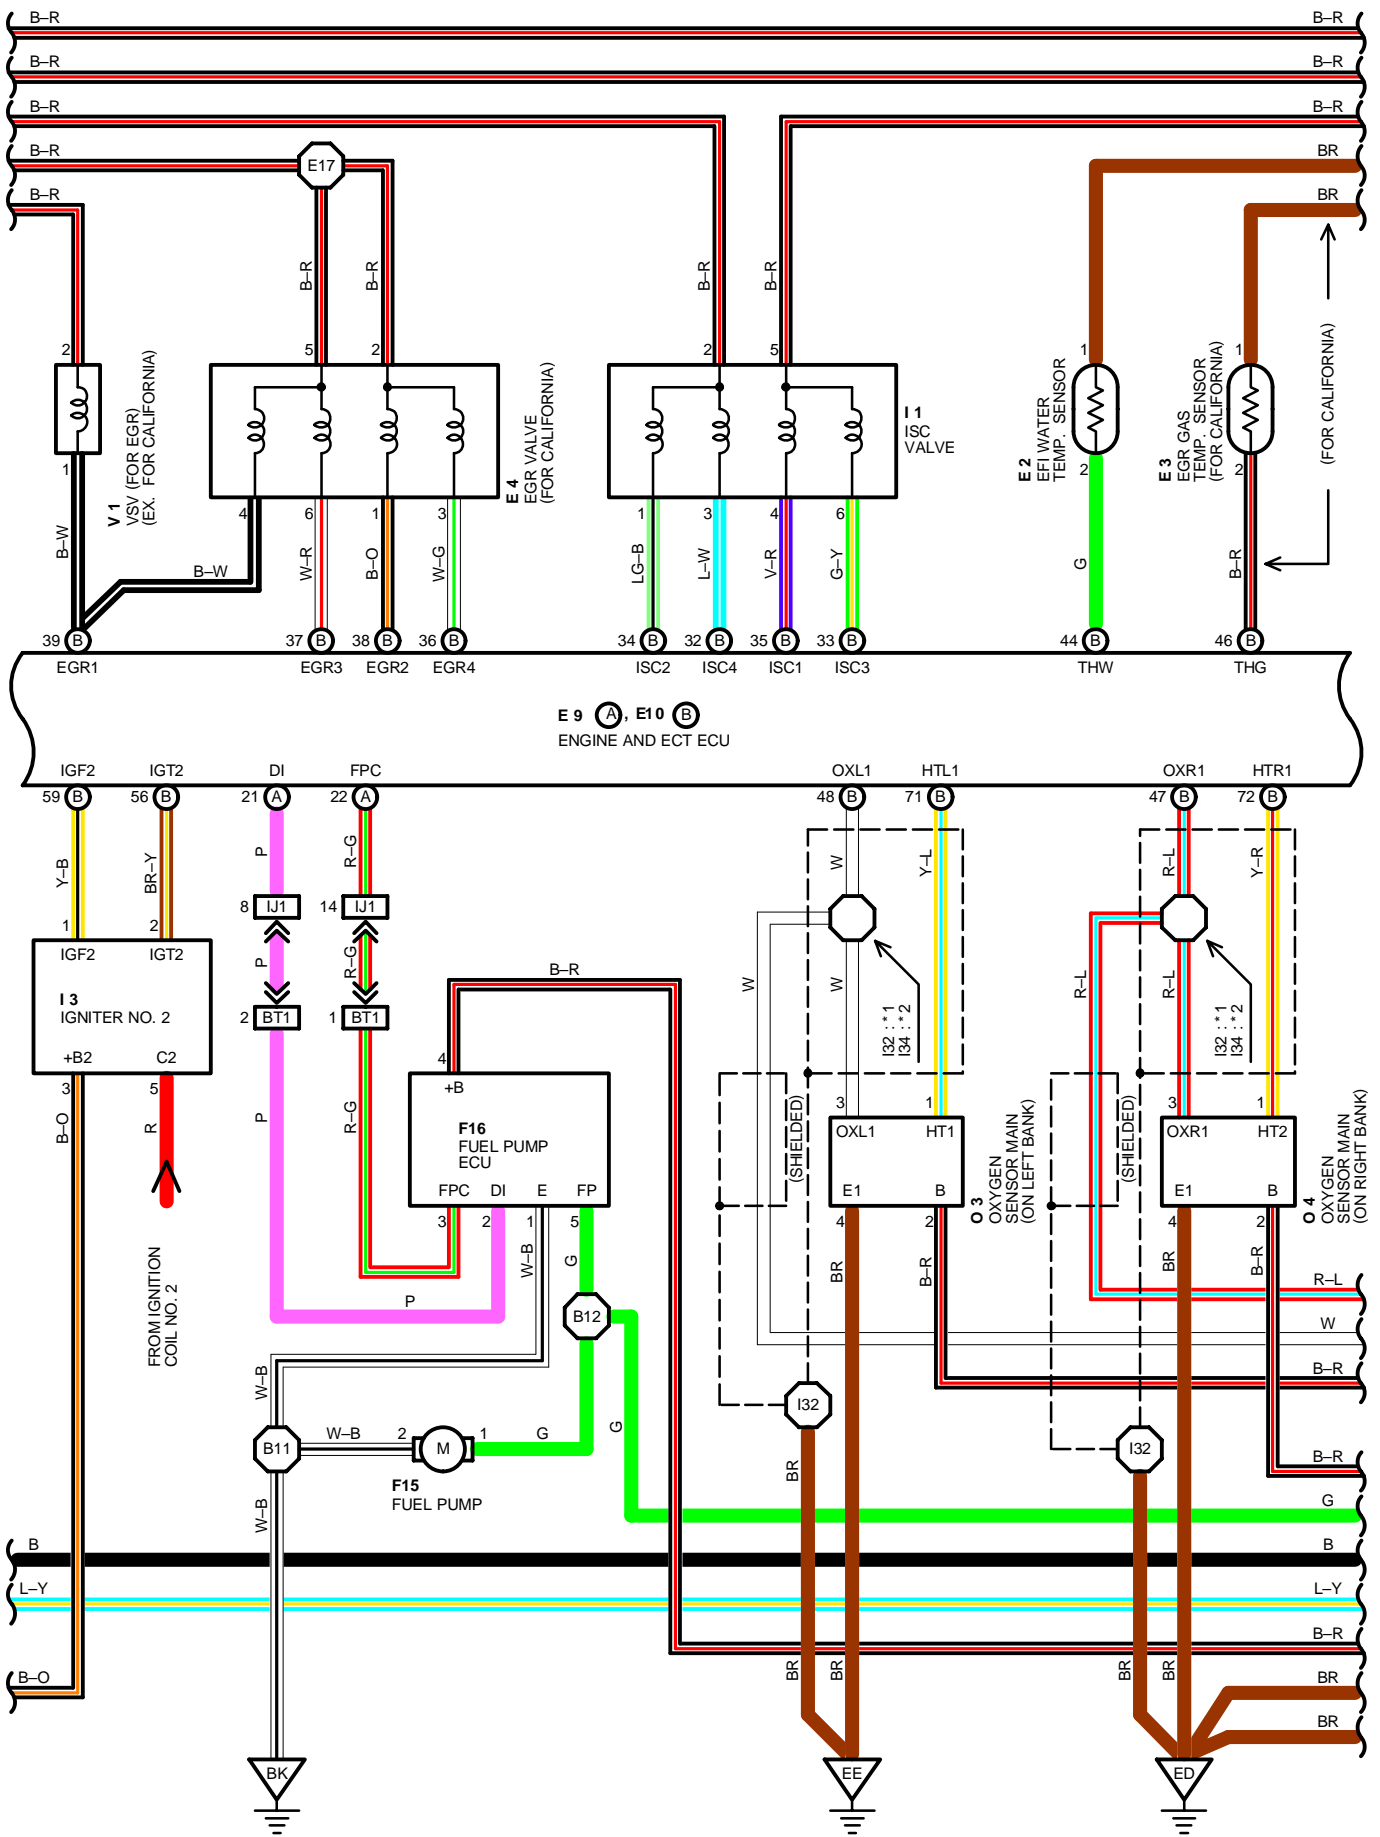 B–R
B–R
B–R
B–R
B–R
B–R
B–R
BR
B–R
BR
E17
B–R
B–R
B–R
B–R
2
5
2
2
5
1
1
V 1
VSV (FOR EGR)
(EX. FOR CALIFORNIA)
E 4
EGR VALVE
(FOR CALIFORNIA)
I 1
ISC
VALVE
E 2
EFI WATER
TEMP. SENSOR
E 3
EGR GAS
TEMP. SENSOR
(FOR CALIFORNIA)
(FOR CALIFORNIA)
1
4
6
1
3
1
3
4
6
2
2
B–W
B–W
W–R
B–O
W–G
LG–B
L–W
V–R
G–Y
G
B–R
39 B
37 B
38 B
36 B
34 B
32 B
35 B
33 B
44 B
46 B
EGR1
EGR3
EGR2
EGR4
ISC2
ISC4
ISC1
ISC3
THW
THG
E 9 A , E10 B
ENGINE AND ECT ECU
IGF2
IGT2
DI
FPC
OXL1
HTL1
OXR1
HTR1
59 B
56 B
21 A
22 A
48 B
71 B
47 B
72 B
Y–B
BR–Y
P
R–G
W
Y–L
R–L
Y–R
8 IJ1
14 IJ1
1
2
IGF2
IGT2
I 3
IGNITER NO. 2
+B2
C2
P
R–G
B–R
2 BT1
1 BT1
W
W
R–L
R–L
I32 : * 1
I34 : * 2
I32 : * 1
I34 : * 2
3
5
B–O
R
P
R–G
4
+B
F16
FUEL PUMP
ECU
FPC
DI
E
FP
3
2
1
5
W–B
G
(SHIELDED)
3
1
OXL1
HT1
E1
B
4
2
O 3
OXYGEN
SENSOR MAIN
(ON LEFT BANK)
(SHIELDED)
3
1
OXR1
HT2
E1
B
4
2
O 4
OXYGEN
SENSOR MAIN
(ON RIGHT BANK)
BR
B–R
BR
B–R
FROM IGNITION
COIL NO. 2
P
B12
R–L
W
B–R
W–B
I32
B11
W–B
2
M
1
G
G
I32
F15
FUEL PUMP
BR
B–R
W–B
G
B
B
L–Y
L–Y
B–R
B–O
BR
BR
BR
BR
BR
BR
BK
EE
ED